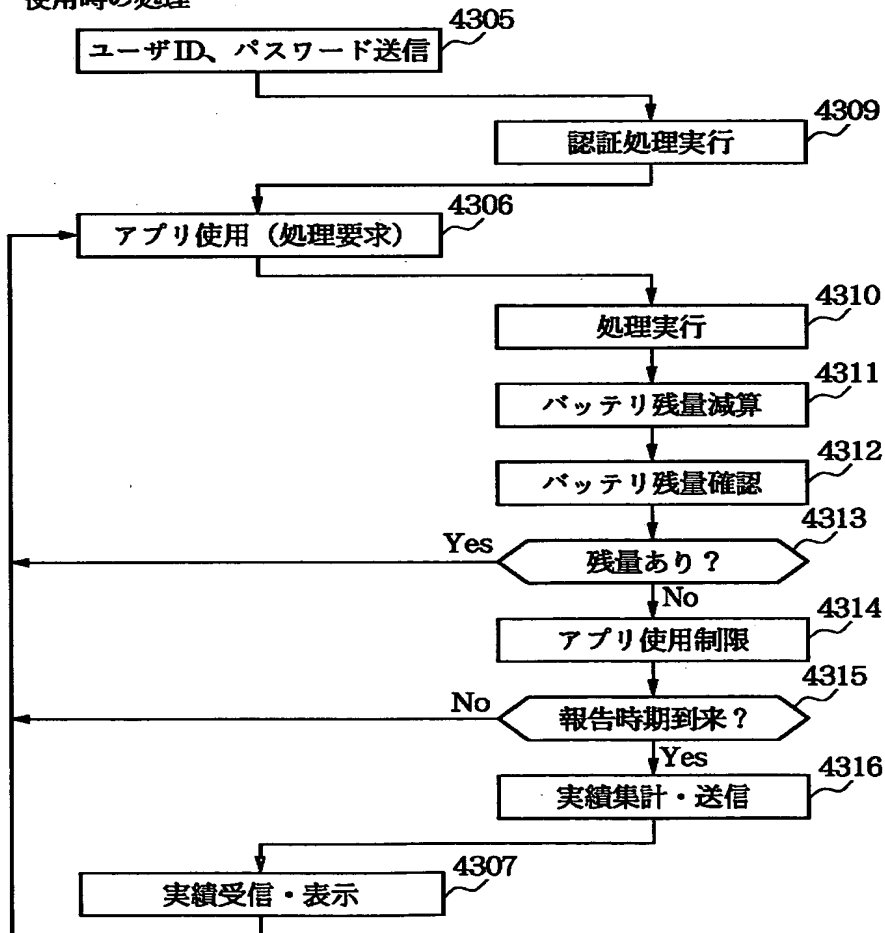 使用時の処理
4305
ユーザID、パスワード送信
4309
認証処理実行
4306
アプリ使用（処理要求）
4310
処理実行
4311
バッテリ残量減算
4312
バッテリ残量確認
4313
Yes
残量あり？
No
4314
アプリ使用制限
4315
No
報告時期到来？
Yes
4316
実績集計・送信
4307
実績受信・表示